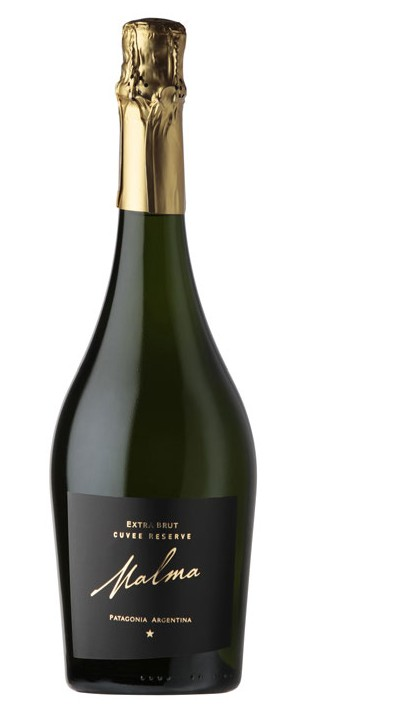 EXTRA BRUT
CUVEE RESERVE
Malma
PATAGONIA ARGENTINA